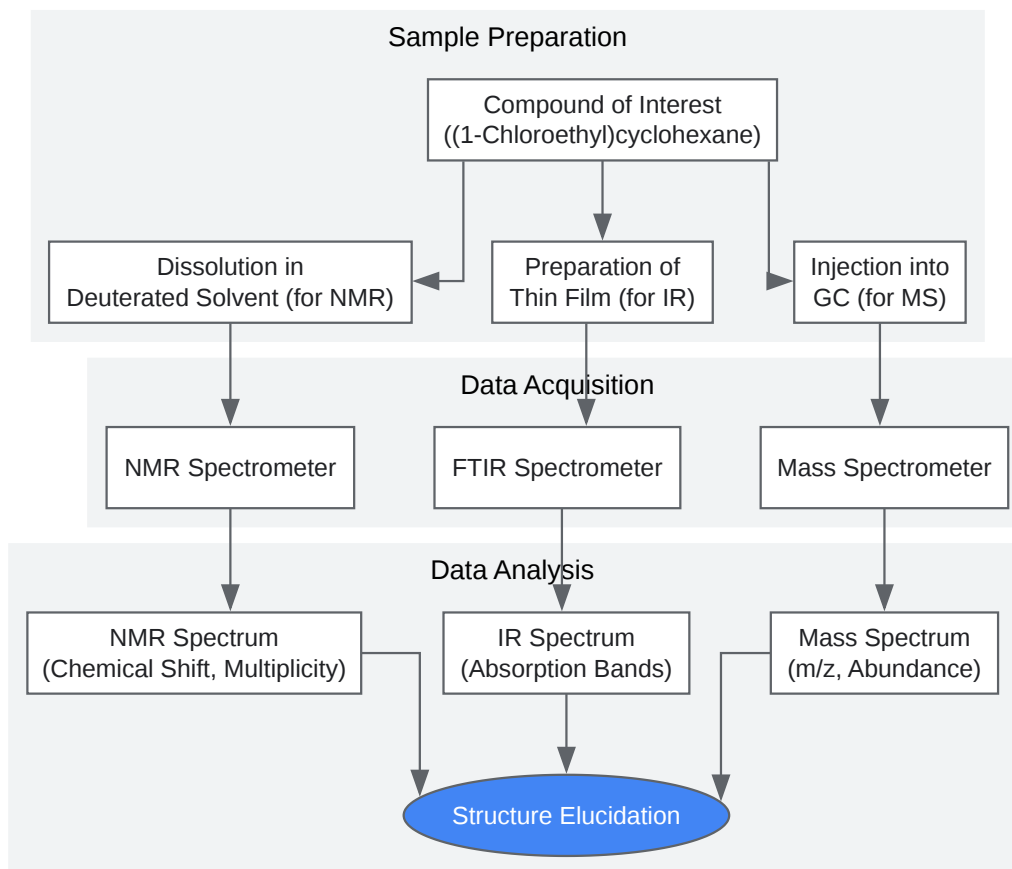 Sample Preparation
Compound of Interest
((1-Chloroethyl)cyclohexane)
Dissolution in
Deuterated Solvent (for NMR)
Preparation of
Thin Film (for IR)
Injection into
GC (for MS)
Data Acquisition
NMR Spectrometer
FTIR Spectrometer
Mass Spectrometer
Data Analysis
NMR Spectrum
(Chemical Shift, Multiplicity)
IR Spectrum
(Absorption Bands)
Mass Spectrum
(m/z, Abundance)
Structure Elucidation